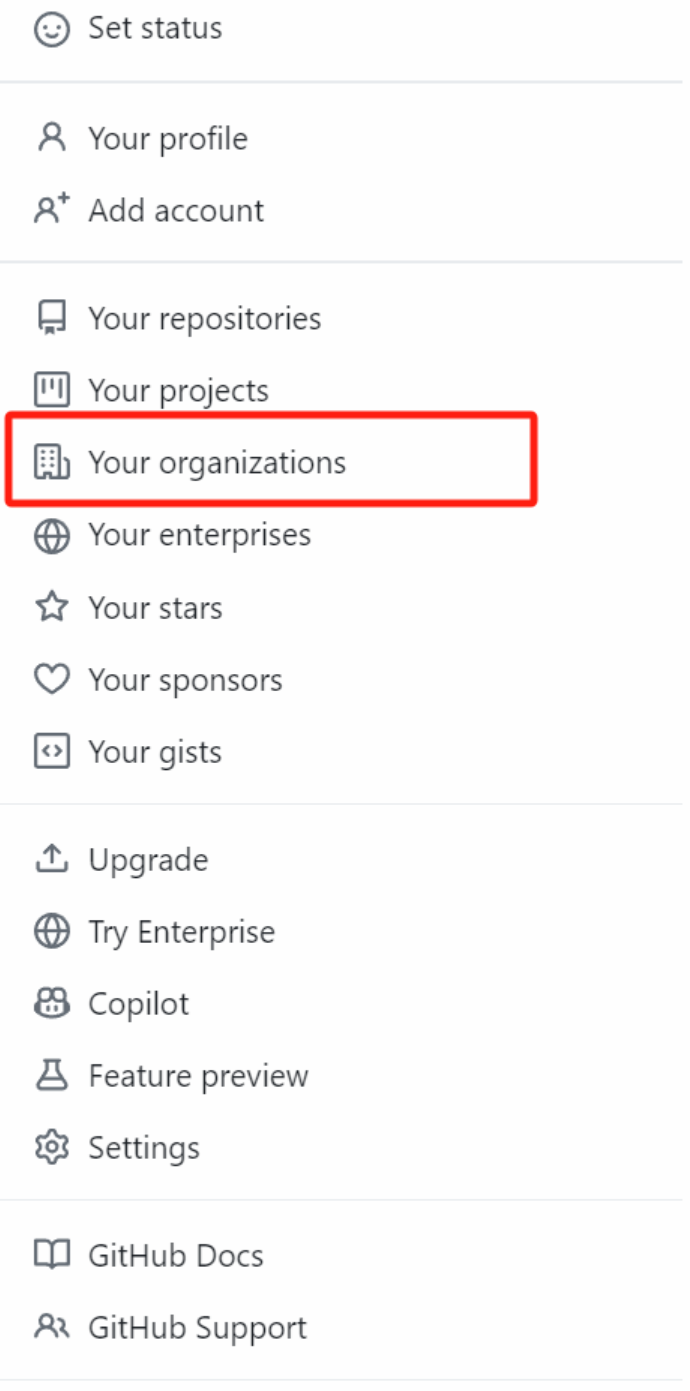 Set status
Your profile
Add account
Your repositories
Your projects
Your organizations
Your enterprises
Your stars
Your sponsors
Your gists
Upgrade
Try Enterprise
Copilot
Feature preview
Settings
GitHub Docs
GitHub Support